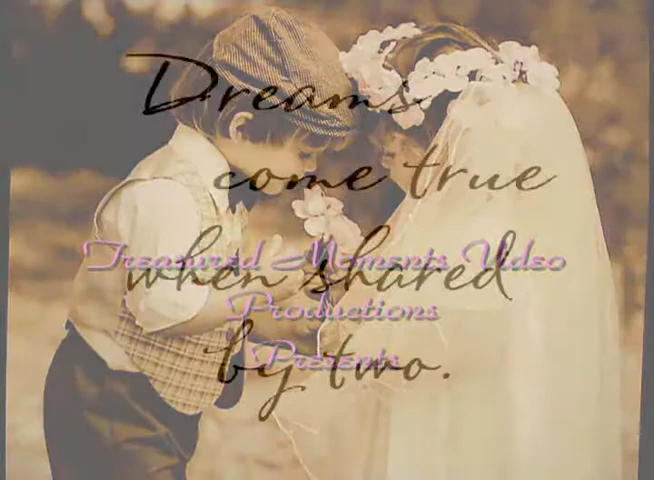 Dreams
come true
Treasured Moments Video
when shared
Productions
Presents
by two.